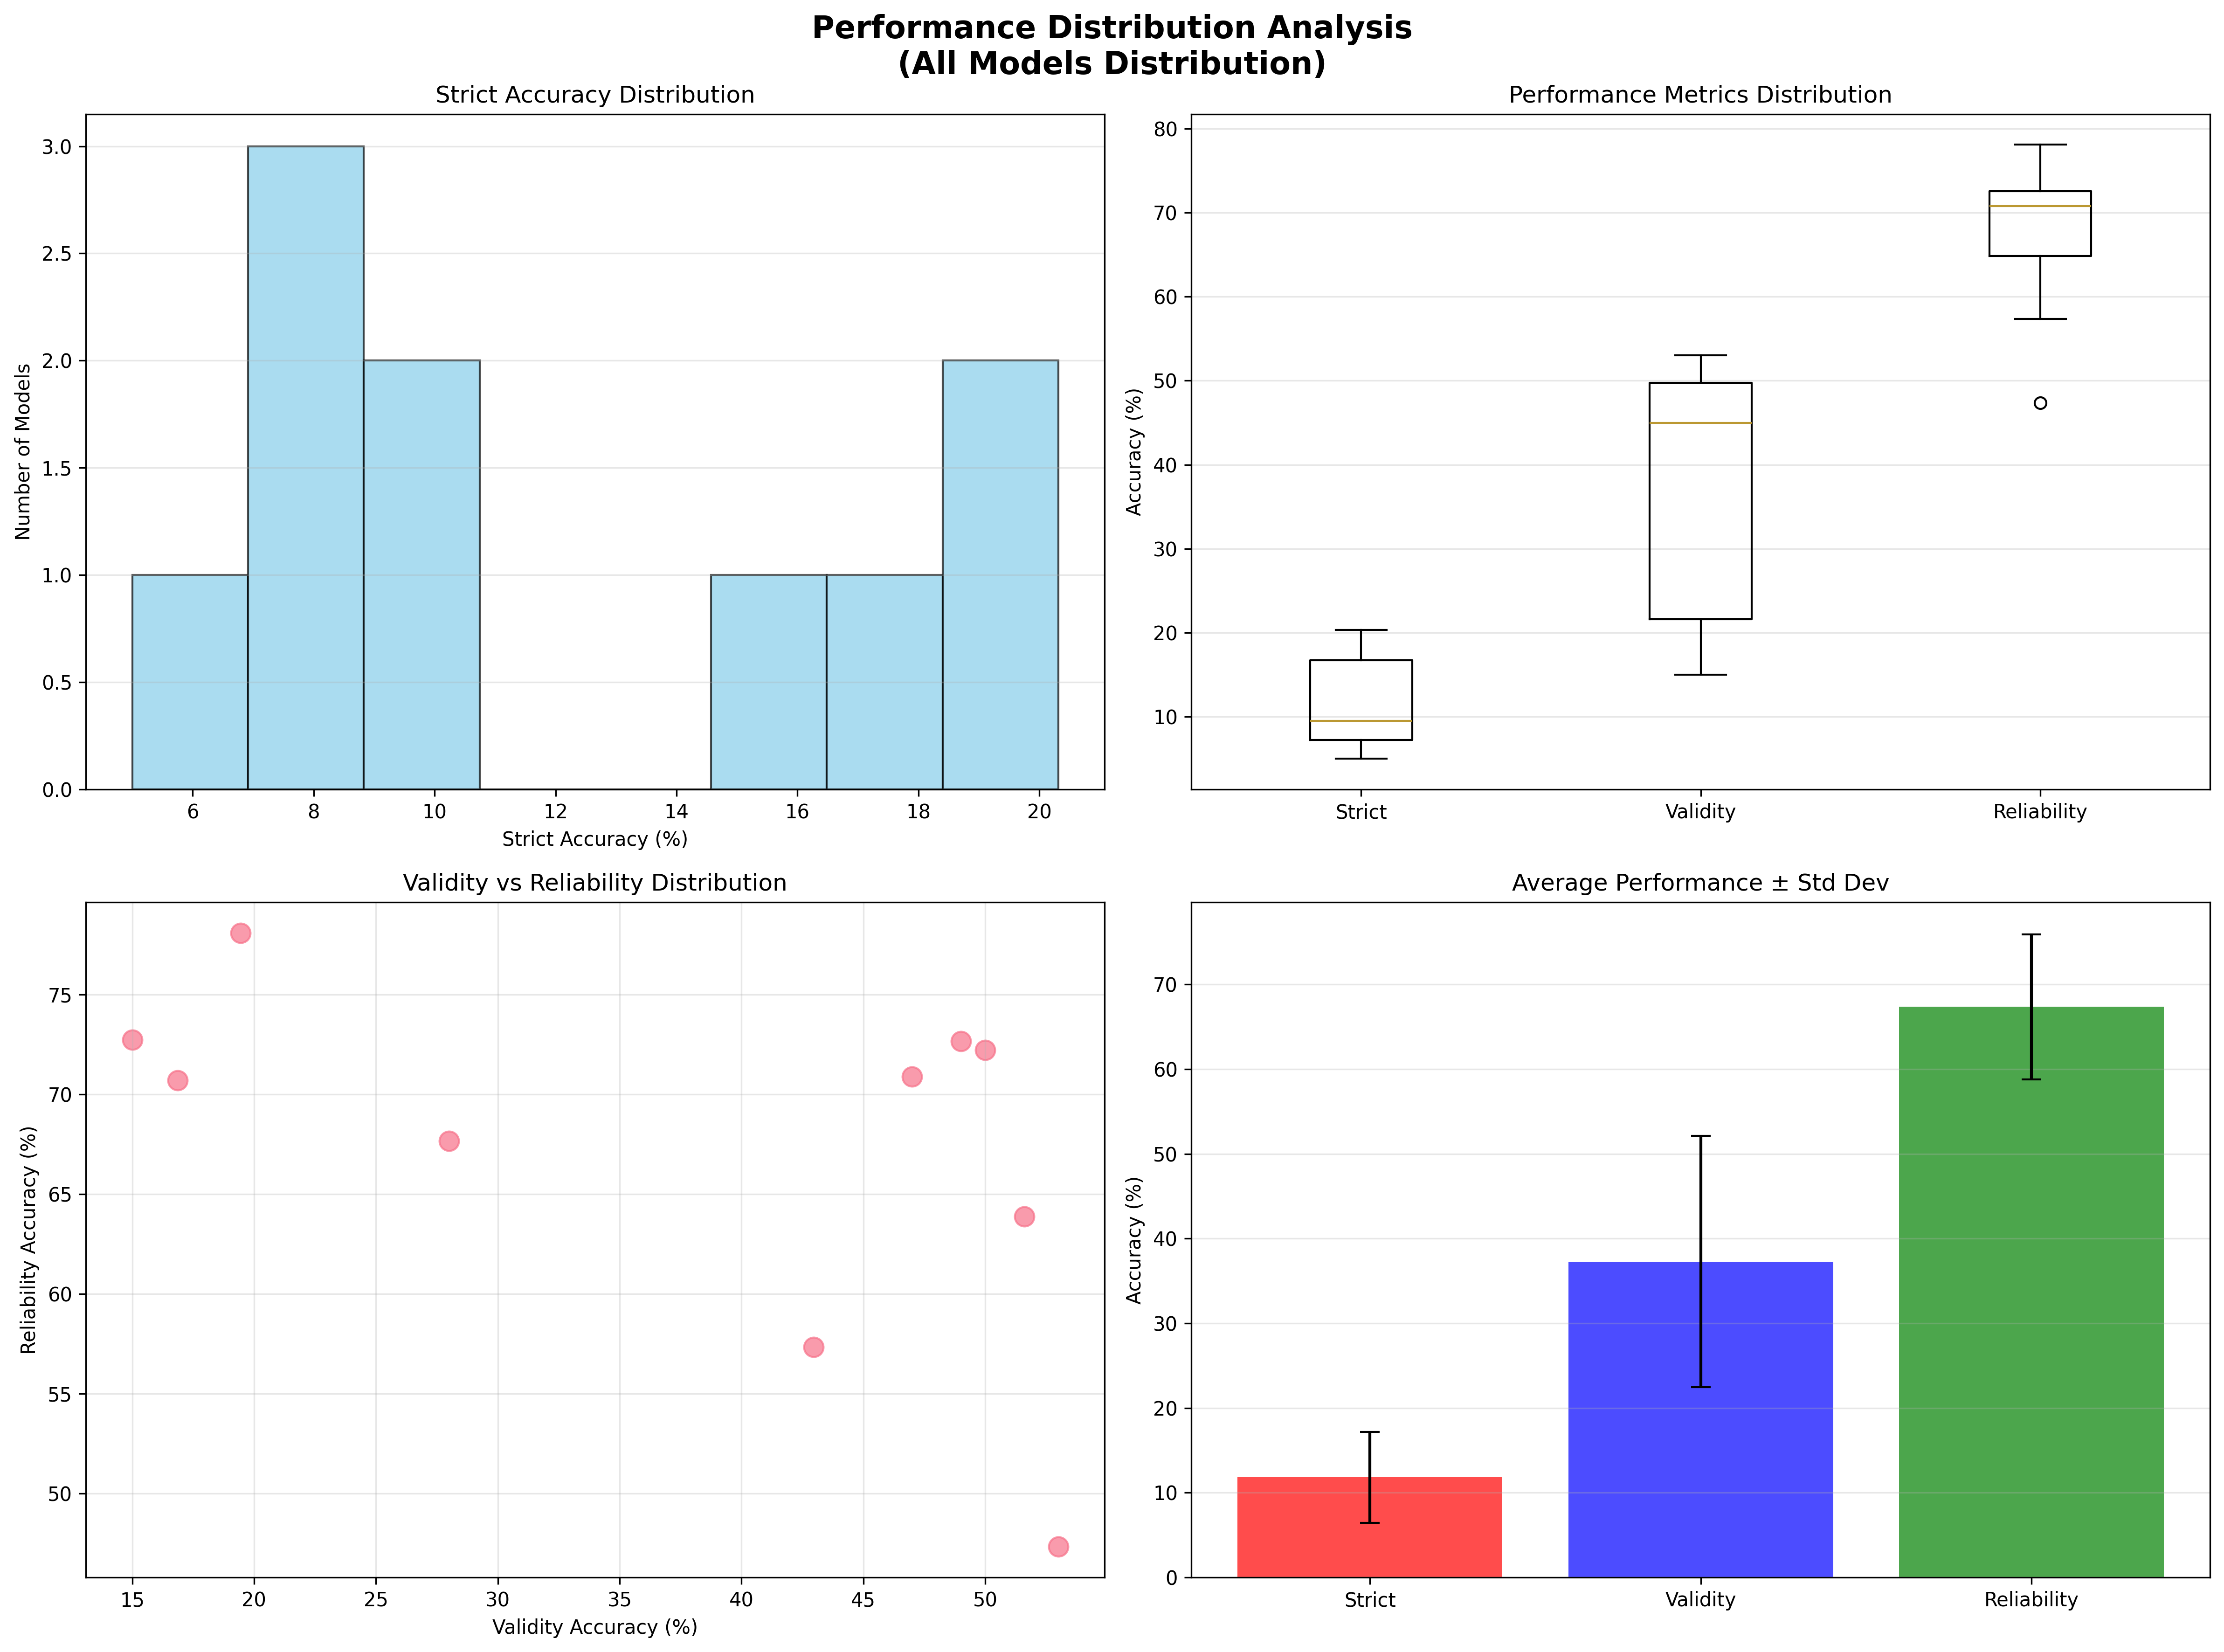 Performance Distribution Analysis
(All Models Distribution)
Strict Accuracy Distribution
Number of Models
3.0
2.5
2.0
1.5
1.0
0.5
0.0
6 8 10 12 14 16 18 20
Strict Accuracy (%)
Performance Metrics Distribution
Accuracy (%)
80
70
60
50
40
30
20
10
Strict Validity Reliability
Validity vs Reliability Distribution
Reliability Accuracy (%)
75
70
65
60
55
50
15 20 25 30 35 40 45 50
Validity Accuracy (%)
Average Performance ± Std Dev
Accuracy (%)
70
60
50
40
30
20
10
0
Strict Validity Reliability